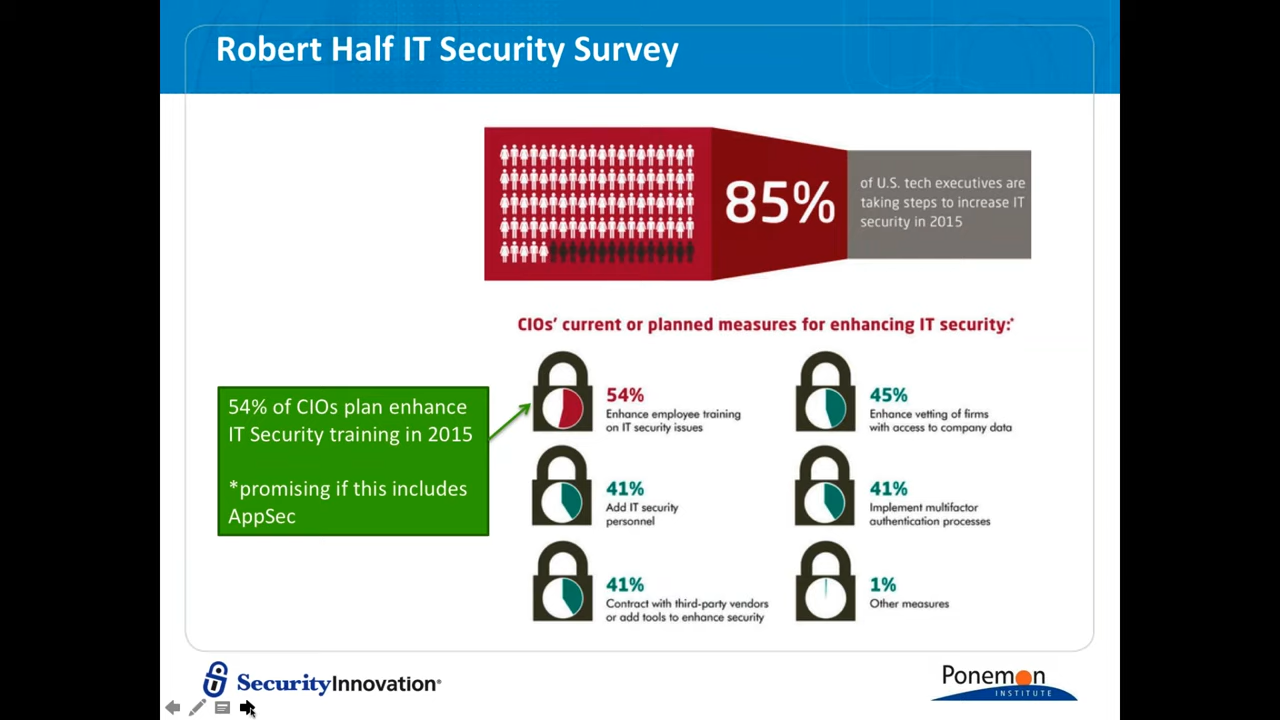 Robert Half IT Security Survey
85%
of U.S. tech executives are
taking steps to increase IT
security in 2015
CIOs' current or planned measures for enhancing IT security:*
54% of CIOs plan enhance
IT Security training in 2015
*promising if this includes
AppSec
54%
Enhance employee training
on IT security issues
45%
Enhance vetting of firms
with access to company data
41%
Add IT security
personnel
41%
Implement multifactor
authentication processes
41%
Contract with third-party vendors
or add tools to enhance security
1%
Other measures
SecurityInnovation®
Ponemon
INSTITUTE